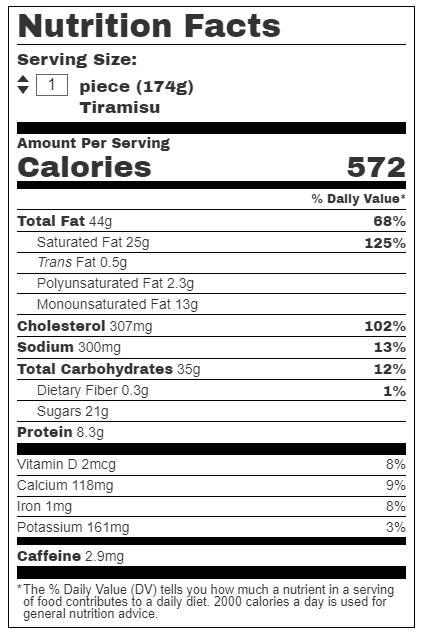 Nutrition Facts
Serving Size:
1 piece (174g)
Tiramisu
Amount Per Serving
Calories 572
% Daily Value*
Total Fat 44g 68%
Saturated Fat 25g 125%
Trans Fat 0.5g
Polyunsaturated Fat 2.3g
Monounsaturated Fat 13g
Cholesterol 307mg 102%
Sodium 300mg 13%
Total Carbohydrates 35g 12%
Dietary Fiber 0.3g 1%
Sugars 21g
Protein 8.3g
Vitamin D 2mcg 8%
Calcium 118mg 9%
Iron 1mg 8%
Potassium 161mg 3%
Caffeine 2.9mg
*The % Daily Value (DV) tells you how much a nutrient in a serving
of food contributes to a daily diet. 2000 calories a day is used for
general nutrition advice.